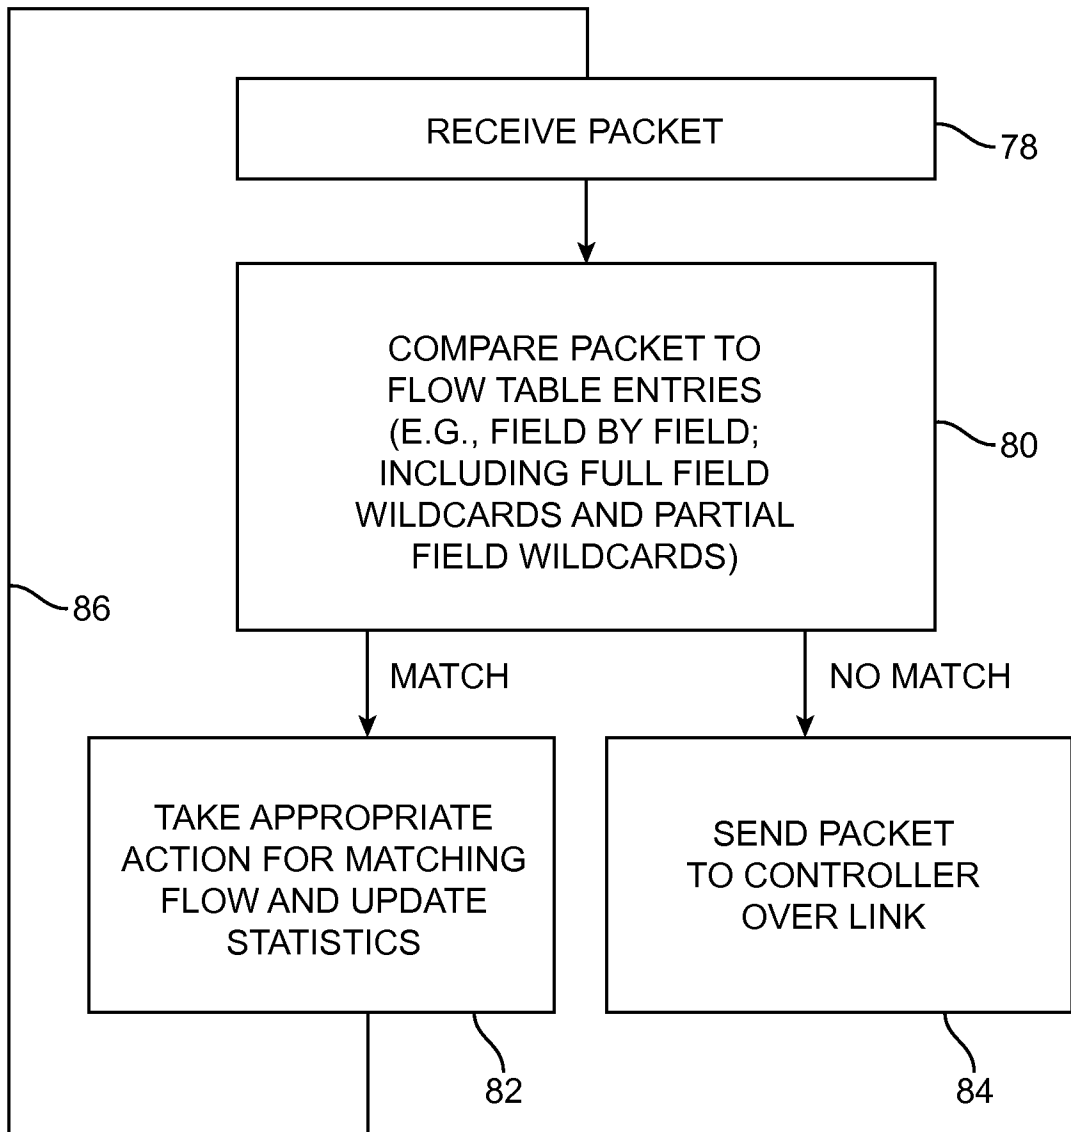 RECEIVE PACKET
78
COMPARE PACKET TO
FLOW TABLE ENTRIES
(E.G., FIELD BY FIELD;
INCLUDING FULL FIELD
WILDCARDS AND PARTIAL
FIELD WILDCARDS)
80
86
MATCH
NO MATCH
TAKE APPROPRIATE
ACTION FOR MATCHING
FLOW AND UPDATE
STATISTICS
82
SEND PACKET
TO CONTROLLER
OVER LINK
84